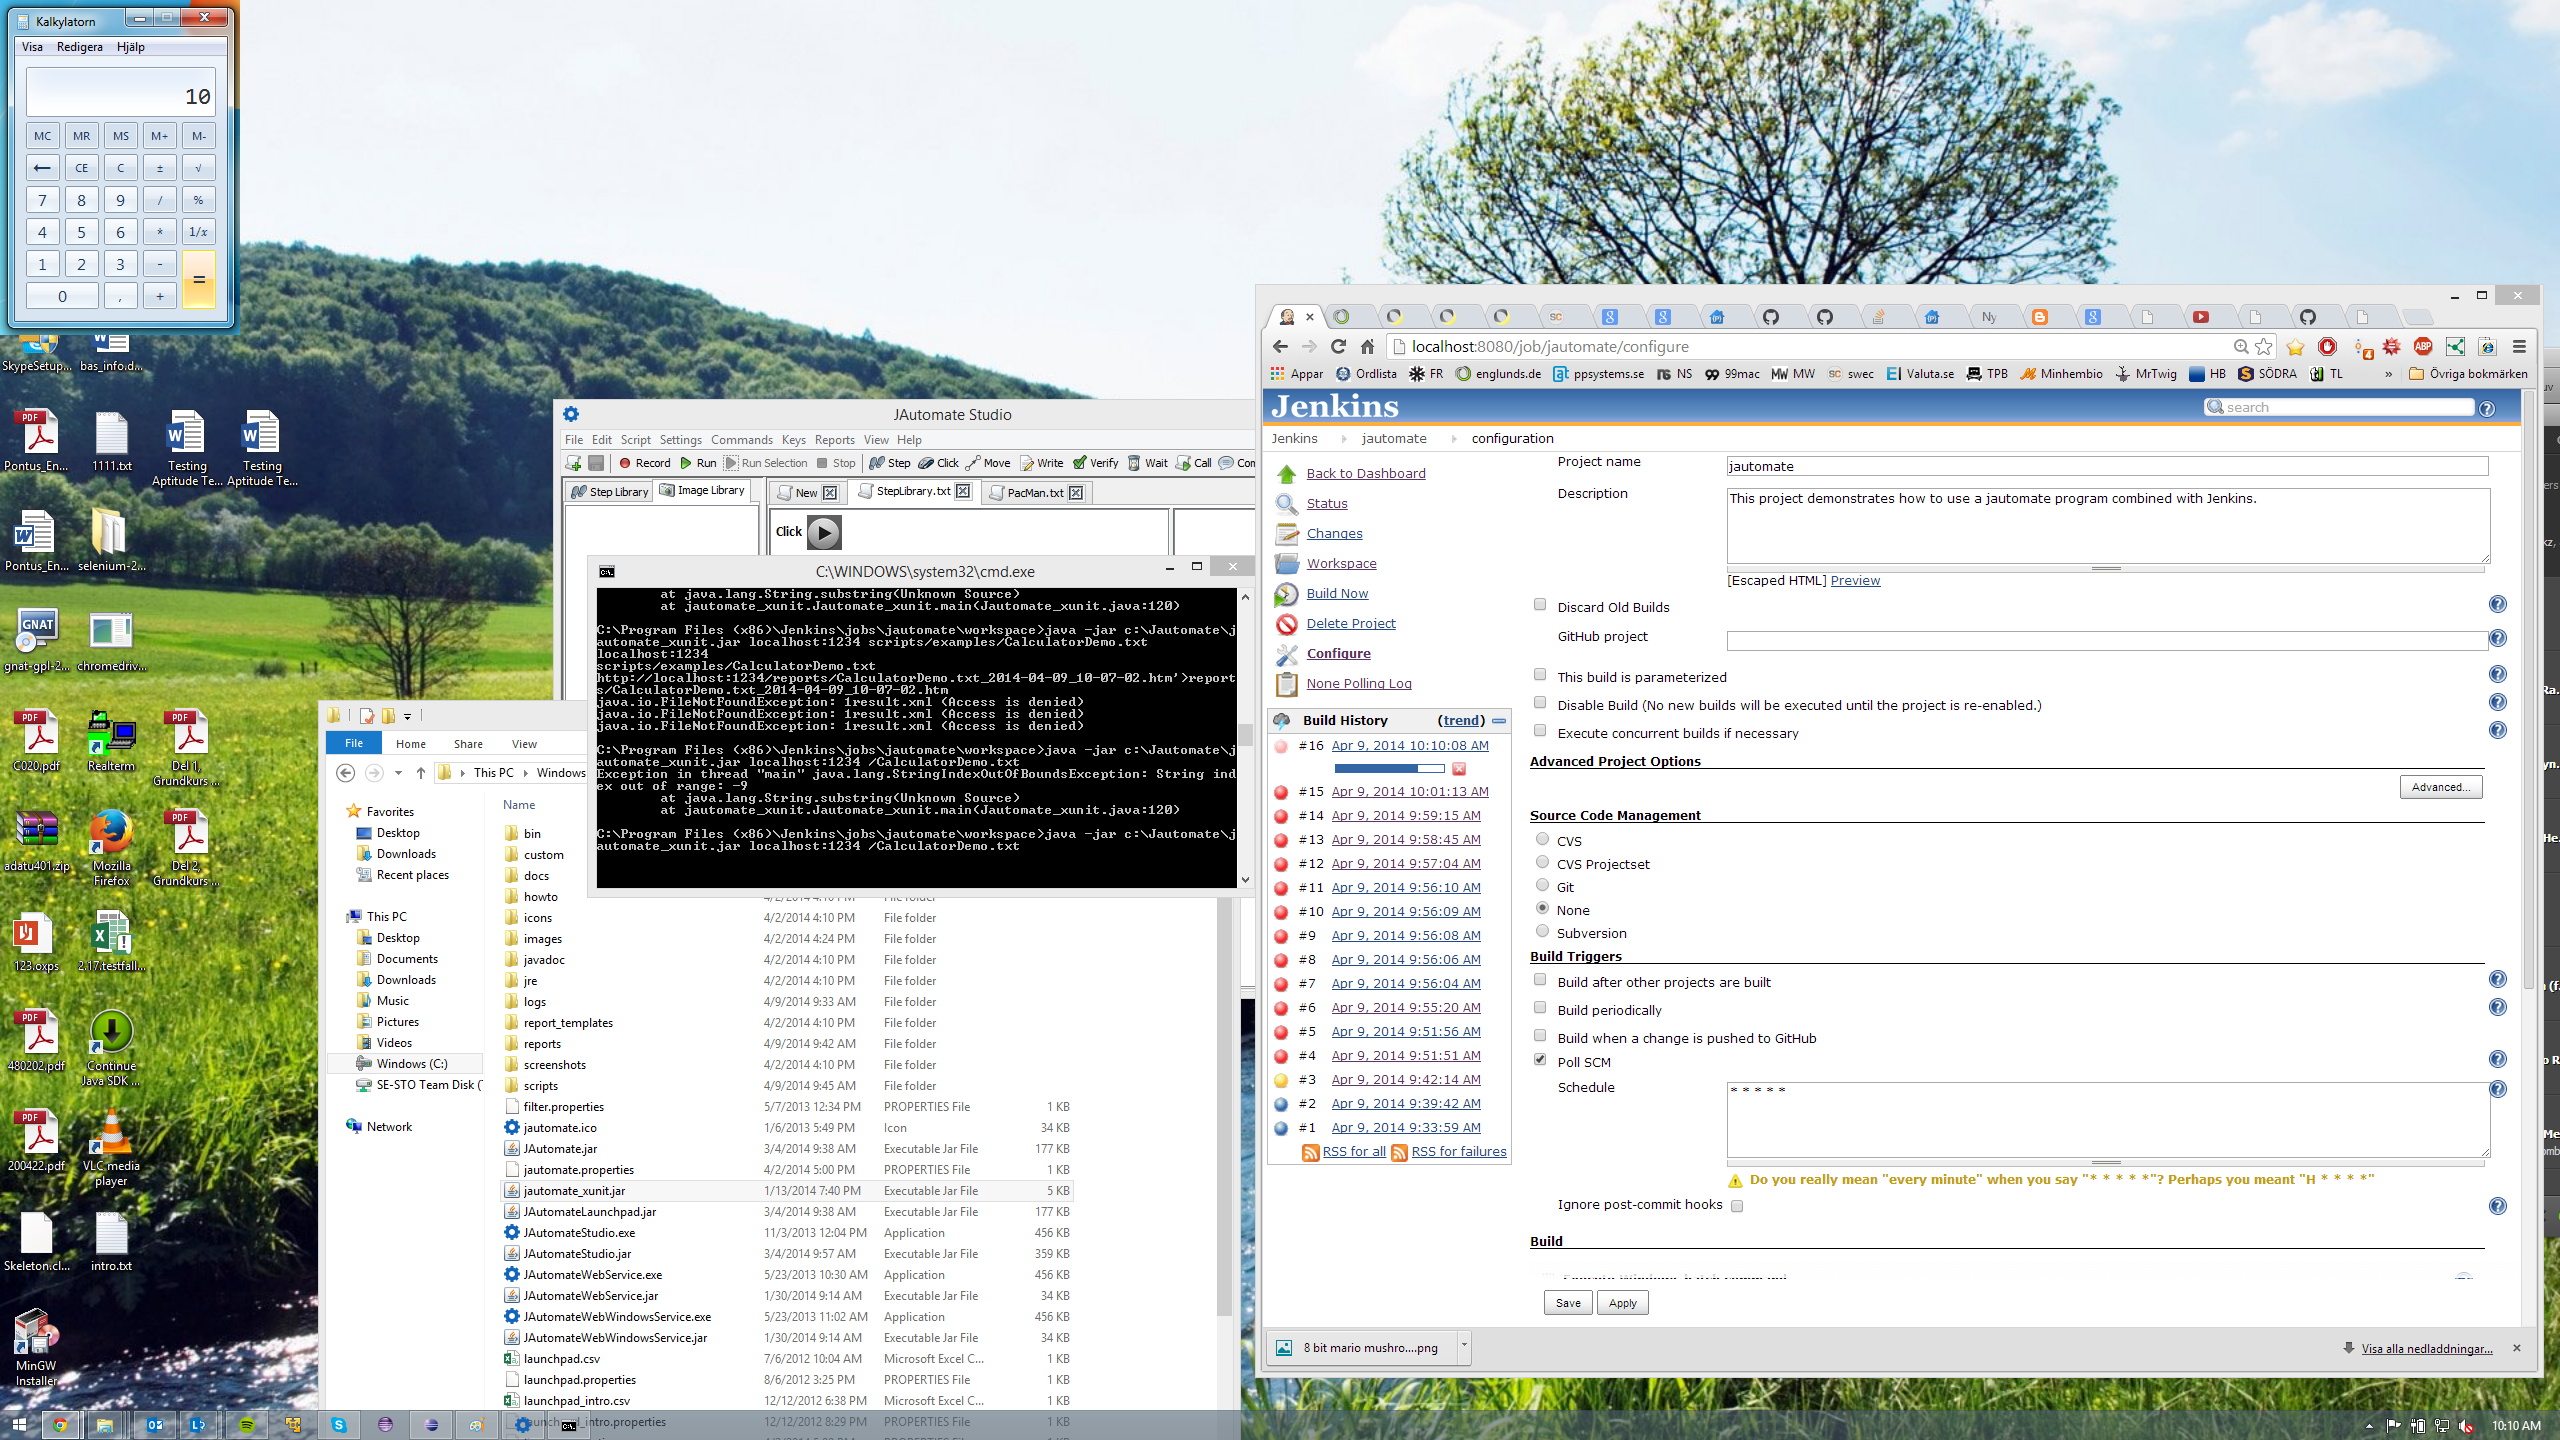 Kalkylatorn
Visa Redigera Hjälp
10
MC MR MS M+ M-
← CE C ± √
7 8 9 / %
4 5 6 * 1/x
1 2 3 - =
0 , +
SkypeSetup... bas_info.d...
Pontus_En... 1111.txt Testing Aptitude Te... Testing Aptitude Te...
Pontus_En... selenium-2...
GNAT
gnat-gpl-2... chromedriv...
C020.pdf Realterm Del 1, Grundkurs ...
adatu401.zip Mozilla Firefox Del 2, Grundkurs ...
123.oxps 2.17.testfall...
480202.pdf Continue Java SDK ...
200422.pdf VLC media player
Skeleton.cl... intro.txt
MinGW Installer
JAutomate Studio
File Edit Script Settings Commands Keys Reports View Help
Record Run Run Selection Stop Step Click Move Write Verify Wait Call Com
Step Library Image Library New StepLibrary.txt PacMan.txt
Click
C:\WINDOWS\system32\cmd.exe
at java.lang.String.substring(Unknown Source)
at jautomate_xunit.Jautomate_xunit.main(Jautomate_xunit.java:120)
C:\Program Files (x86)\Jenkins\jobs\jautomate\workspace>java -jar c:\Jautomate\j
automate_xunit.jar localhost:1234 scripts/examples/CalculatorDemo.txt
localhost:1234
scripts/examples/CalculatorDemo.txt
http://localhost:1234/reports/CalculatorDemo.txt_2014-04-09_10-07-02.htm'>report
s/CalculatorDemo.txt_2014-04-09_10-07-02.htm
java.io.FileNotFoundException: 1result.xml (Access is denied)
java.io.FileNotFoundException: 1result.xml (Access is denied)
java.io.FileNotFoundException: 1result.xml (Access is denied)
C:\Program Files (x86)\Jenkins\jobs\jautomate\workspace>java -jar c:\Jautomate\j
automate_xunit.jar localhost:1234 /CalculatorDemo.txt
Exception in thread "main" java.lang.StringIndexOutOfBoundsException: String ind
ex out of range: -9
at java.lang.String.substring(Unknown Source)
at jautomate_xunit.Jautomate_xunit.main(Jautomate_xunit.java:120)
C:\Program Files (x86)\Jenkins\jobs\jautomate\workspace>java -jar c:\Jautomate\j
automate_xunit.jar localhost:1234 /CalculatorDemo.txt
File Home Share View
This PC Windows
Favorites
Desktop
Downloads
Recent places
This PC
Desktop
Documents
Downloads
Music
Pictures
Videos
Windows (C:)
SE-STO Team Disk (
Network
Name
bin
custom
docs
howto 4/2/2014 4:10 PM File folder
icons 4/2/2014 4:10 PM File folder
images 4/2/2014 4:24 PM File folder
javadoc 4/2/2014 4:10 PM File folder
jre 4/2/2014 4:10 PM File folder
logs 4/9/2014 9:33 AM File folder
report_templates 4/2/2014 4:10 PM File folder
reports 4/9/2014 9:42 AM File folder
screenshots 4/2/2014 4:10 PM File folder
scripts 4/9/2014 9:45 AM File folder
filter.properties 5/7/2013 12:34 PM PROPERTIES File 1 KB
jautomate.ico 1/6/2013 5:49 PM Icon 34 KB
JAutomate.jar 3/4/2014 9:38 AM Executable Jar File 177 KB
jautomate.properties 4/2/2014 5:00 PM PROPERTIES File 1 KB
jautomate_xunit.jar 1/13/2014 7:40 PM Executable Jar File 5 KB
JAutomateLaunchpad.jar 3/4/2014 9:38 AM Executable Jar File 177 KB
JAutomateStudio.exe 11/3/2013 12:04 PM Application 456 KB
JAutomateStudio.jar 3/4/2014 9:57 AM Executable Jar File 359 KB
JAutomateWebService.exe 5/23/2013 10:30 AM Application 456 KB
JAutomateWebService.jar 1/30/2014 9:14 AM Executable Jar File 34 KB
JAutomateWebWindowsService.exe 5/23/2013 11:02 AM Application 456 KB
JAutomateWebWindowsService.jar 1/30/2014 9:14 AM Executable Jar File 34 KB
launchpad.csv 7/6/2012 10:04 AM Microsoft Excel C... 1 KB
launchpad.properties 8/6/2012 3:25 PM PROPERTIES File 1 KB
launchpad_intro.csv 12/12/2012 6:38 PM Microsoft Excel C... 1 KB
launchpad_intro.properties 12/12/2012 8:29 PM PROPERTIES File 1 KB
Ny
localhost:8080/job/jautomate/configure
Appar Ordlista FR englunds.de ppsystems.se NS 99mac MW swec Valuta.se TPB Minhembio MrTwig HB SÖDRA TL » Övriga bokmärken
Jenkins
search
Jenkins jautomate configuration
Back to Dashboard
Status
Changes
Workspace
Build Now
Delete Project
Configure
None Polling Log
Build History (trend)
#16 Apr 9, 2014 10:10:08 AM
#15 Apr 9, 2014 10:01:13 AM
#14 Apr 9, 2014 9:59:15 AM
#13 Apr 9, 2014 9:58:45 AM
#12 Apr 9, 2014 9:57:04 AM
#11 Apr 9, 2014 9:56:10 AM
#10 Apr 9, 2014 9:56:09 AM
#9 Apr 9, 2014 9:56:08 AM
#8 Apr 9, 2014 9:56:06 AM
#7 Apr 9, 2014 9:56:04 AM
#6 Apr 9, 2014 9:55:20 AM
#5 Apr 9, 2014 9:51:56 AM
#4 Apr 9, 2014 9:51:51 AM
#3 Apr 9, 2014 9:42:14 AM
#2 Apr 9, 2014 9:39:42 AM
#1 Apr 9, 2014 9:33:59 AM
RSS for all RSS for failures
Project name jautomate
Description This project demonstrates how to use a jautomate program combined with Jenkins.
[Escaped HTML] Preview
Discard Old Builds
GitHub project
This build is parameterized
Disable Build (No new builds will be executed until the project is re-enabled.)
Execute concurrent builds if necessary
Advanced Project Options
Advanced...
Source Code Management
CVS
CVS Projectset
Git
None
Subversion
Build Triggers
Build after other projects are built
Build periodically
Build when a change is pushed to GitHub
Poll SCM
Schedule * * * * *
Do you really mean "every minute" when you say "* * * * *"? Perhaps you meant "H * * * *"
Ignore post-commit hooks
Build
Save Apply
8 bit mario mushro....png
Visa alla nedladdningar...
10:10 AM